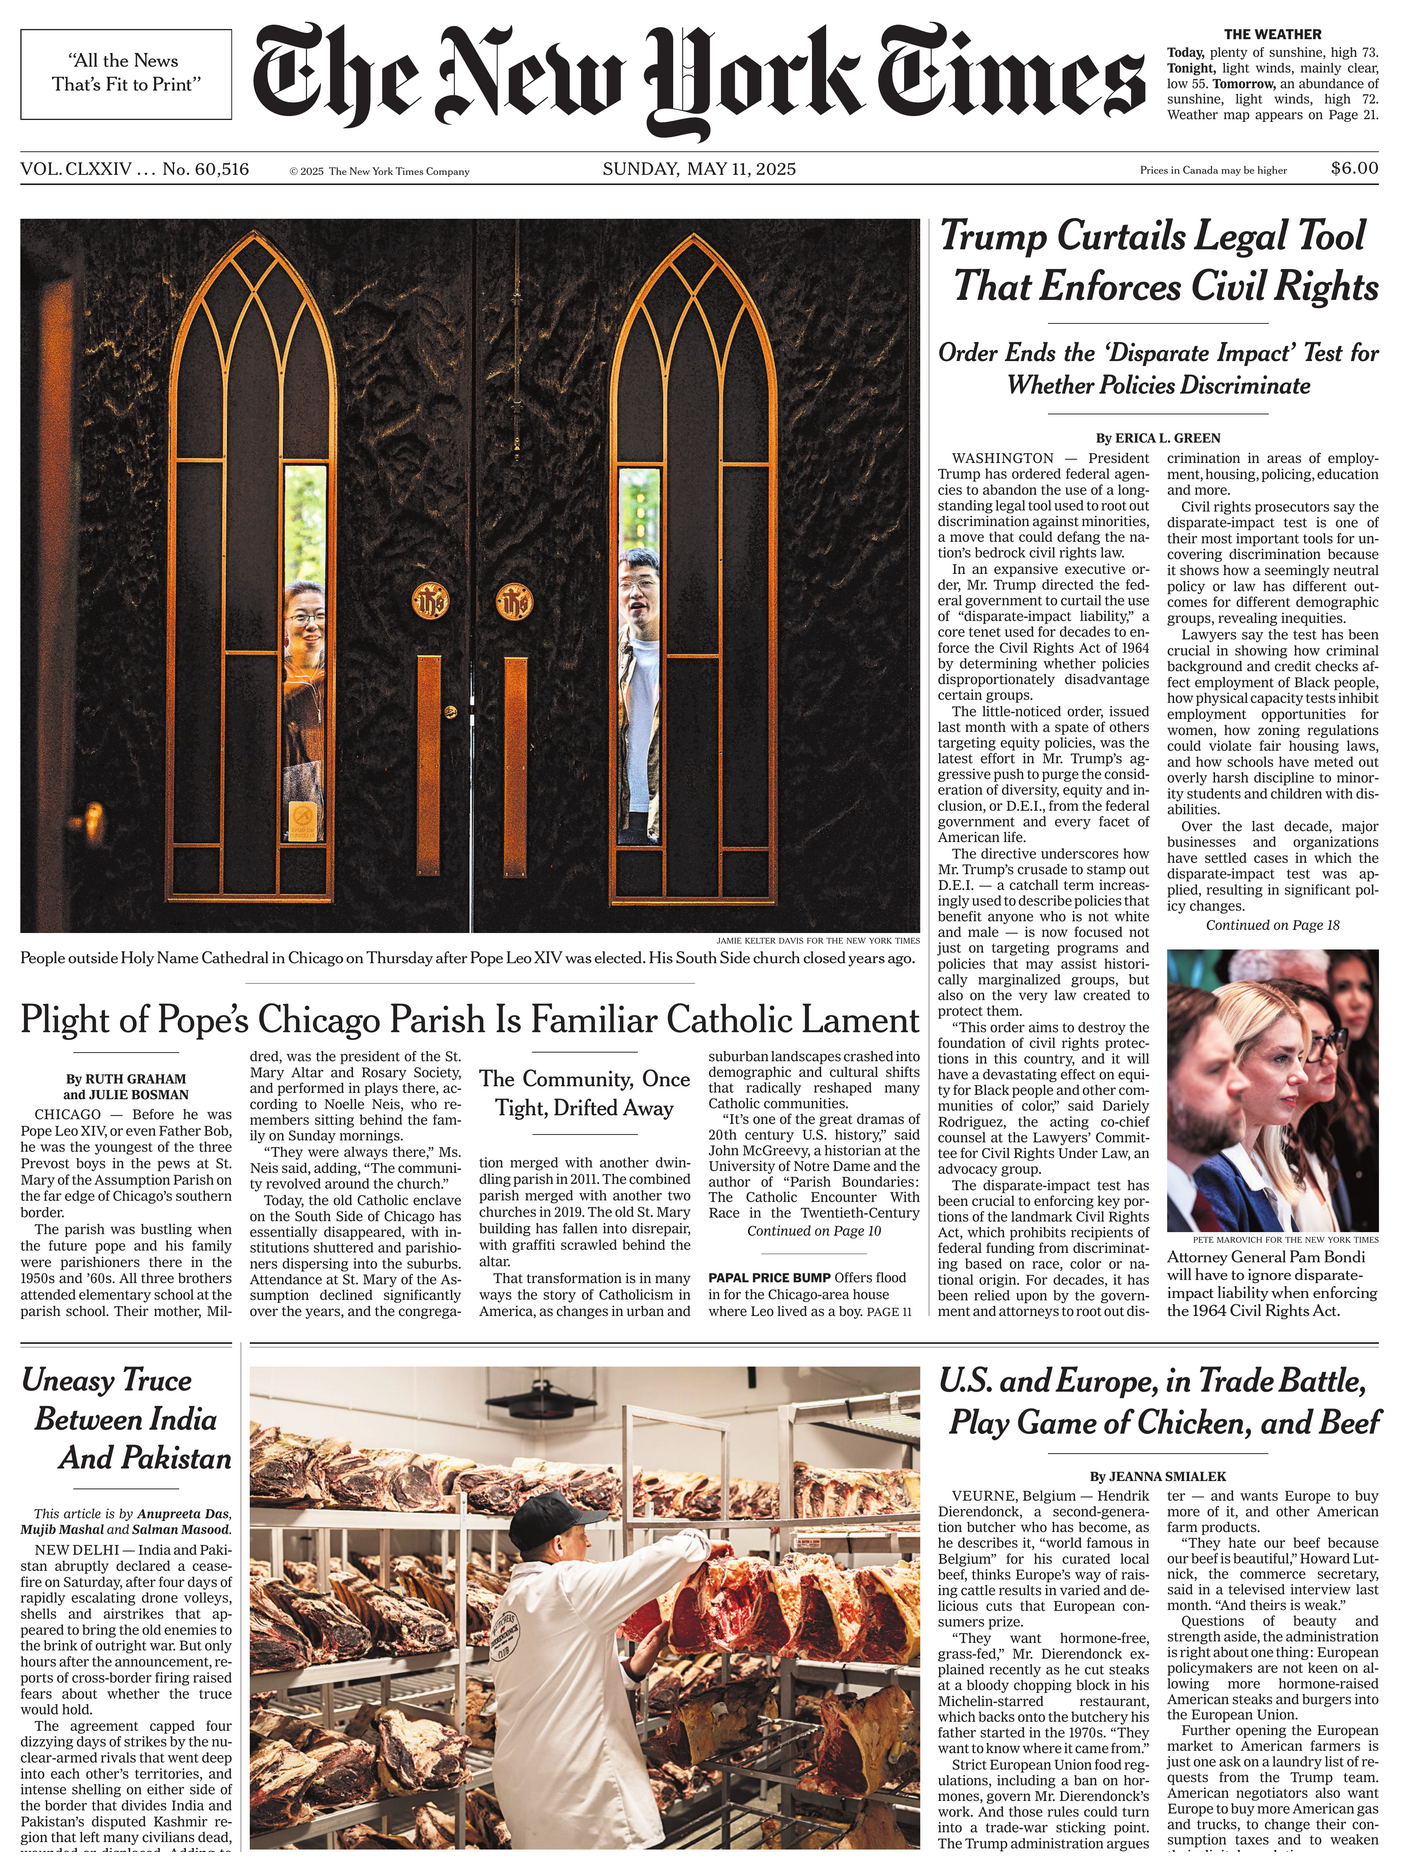 “All the News
That’s Fit to Print”
The New York Times
THE WEATHER
Today, plenty of sunshine, high 73.
Tonight, light winds, mainly clear,
low 55. Tomorrow, an abundance of
sunshine, light winds, high 72.
Weather map appears on Page 21.
VOL. CLXXIV ... No. 60,516
© 2025 The New York Times Company
SUNDAY, MAY 11, 2025
Prices in Canada may be higher
$6.00
ihs
ihs
JAMIE KELTER DAVIS FOR THE NEW YORK TIMES
People outside Holy Name Cathedral in Chicago on Thursday after Pope Leo XIV was elected. His South Side church closed years ago.
Plight of Pope’s Chicago Parish Is Familiar Catholic Lament
By RUTH GRAHAM
and JULIE BOSMAN
CHICAGO — Before he was
Pope Leo XIV, or even Father Bob,
he was the youngest of the three
Prevost boys in the pews at St.
Mary of the Assumption Parish on
the far edge of Chicago’s southern
border.
The parish was bustling when
the future pope and his family
were parishioners there in the
1950s and ’60s. All three brothers
attended elementary school at the
parish school. Their mother, Mil-
dred, was the president of the St.
Mary Altar and Rosary Society,
and performed in plays there, ac-
cording to Noelle Neis, who re-
members sitting behind the fam-
ily on Sunday mornings.
“They were always there,” Ms.
Neis said, adding, “The communi-
ty revolved around the church.”
Today, the old Catholic enclave
on the South Side of Chicago has
essentially disappeared, with in-
stitutions shuttered and parishio-
ners dispersing into the suburbs.
Attendance at St. Mary of the As-
sumption declined significantly
over the years, and the congrega-
The Community, Once
Tight, Drifted Away
tion merged with another dwin-
dling parish in 2011. The combined
parish merged with another two
churches in 2019. The old St. Mary
building has fallen into disrepair,
with graffiti scrawled behind the
altar.
That transformation is in many
ways the story of Catholicism in
America, as changes in urban and
suburban landscapes crashed into
demographic and cultural shifts
that radically reshaped many
Catholic communities.
“It’s one of the great dramas of
20th century U.S. history,” said
John McGreevy, a historian at the
University of Notre Dame and the
author of “Parish Boundaries:
The Catholic Encounter With
Race in the Twentieth-Century
Continued on Page 10
PAPAL PRICE BUMP Offers flood
in for the Chicago-area house
where Leo lived as a boy. PAGE 11
Trump Curtails Legal Tool
That Enforces Civil Rights
Order Ends the ‘Disparate Impact’ Test for
Whether Policies Discriminate
By ERICA L. GREEN
WASHINGTON — President
Trump has ordered federal agen-
cies to abandon the use of a long-
standing legal tool used to root out
discrimination against minorities,
a move that could defang the na-
tion’s bedrock civil rights law.
In an expansive executive or-
der, Mr. Trump directed the fed-
eral government to curtail the use
of “disparate-impact liability,” a
core tenet used for decades to en-
force the Civil Rights Act of 1964
by determining whether policies
disproportionately disadvantage
certain groups.
The little-noticed order, issued
last month with a spate of others
targeting equity policies, was the
latest effort in Mr. Trump’s ag-
gressive push to purge the consid-
eration of diversity, equity and in-
clusion, or D.E.I., from the federal
government and every facet of
American life.
The directive underscores how
Mr. Trump’s crusade to stamp out
D.E.I. — a catchall term increas-
ingly used to describe policies that
benefit anyone who is not white
and male — is now focused not
just on targeting programs and
policies that may assist histori-
cally marginalized groups, but
also on the very law created to
protect them.
“This order aims to destroy the
foundation of civil rights protec-
tions in this country, and it will
have a devastating effect on equi-
ty for Black people and other com-
munities of color,” said Dariely
Rodriguez, the acting co-chief
counsel at the Lawyers’ Commit-
tee for Civil Rights Under Law, an
advocacy group.
The disparate-impact test has
been crucial to enforcing key por-
tions of the landmark Civil Rights
Act, which prohibits recipients of
federal funding from discriminat-
ing based on race, color or na-
tional origin. For decades, it has
been relied upon by the govern-
ment and attorneys to root out dis-
crimination in areas of employ-
ment, housing, policing, education
and more.
Civil rights prosecutors say the
disparate-impact test is one of
their most important tools for un-
covering discrimination because
it shows how a seemingly neutral
policy or law has different out-
comes for different demographic
groups, revealing inequities.
Lawyers say the test has been
crucial in showing how criminal
background and credit checks af-
fect employment of Black people,
how physical capacity tests inhibit
employment opportunities for
women, how zoning regulations
could violate fair housing laws,
and how schools have meted out
overly harsh discipline to minor-
ity students and children with dis-
abilities.
Over the last decade, major
businesses and organizations
have settled cases in which the
disparate-impact test was ap-
plied, resulting in significant pol-
icy changes.
Continued on Page 18
PETE MAROVICH FOR THE NEW YORK TIMES
Attorney General Pam Bondi
will have to ignore disparate-
impact liability when enforcing
the 1964 Civil Rights Act.
Uneasy Truce
Between India
And Pakistan
This article is by Anupreeta Das,
Mujib Mashal and Salman Masood.
NEW DELHI — India and Paki-
stan abruptly declared a cease-
fire on Saturday, after four days of
rapidly escalating drone volleys,
shells and airstrikes that ap-
peared to bring the old enemies to
the brink of outright war. But only
hours after the announcement, re-
ports of cross-border firing raised
fears about whether the truce
would hold.
The agreement capped four
dizzying days of strikes by the nu-
clear-armed rivals that went deep
into each other’s territories, and
intense shelling on either side of
the border that divides India and
Pakistan’s disputed Kashmir re-
gion that left many civilians dead,
wounded or displaced. Adding to
DIERENDONCK
CLUB
U.S. and Europe, in Trade Battle,
Play Game of Chicken, and Beef
By JEANNA SMIALEK
VEURNE, Belgium — Hendrik
Dierendonck, a second-genera-
tion butcher who has become, as
he describes it, “world famous in
Belgium” for his curated local
beef, thinks Europe’s way of rais-
ing cattle results in varied and de-
licious cuts that European con-
sumers prize.
“They want hormone-free,
grass-fed,” Mr. Dierendonck ex-
plained recently as he cut steaks
at a bloody chopping block in his
Michelin-starred restaurant,
which backs onto the butchery his
father started in the 1970s. “They
want to know where it came from.”
Strict European Union food reg-
ulations, including a ban on hor-
mones, govern Mr. Dierendonck’s
work. And those rules could turn
into a trade-war sticking point.
The Trump administration argues
ter — and wants Europe to buy
more of it, and other American
farm products.
“They hate our beef because
our beef is beautiful,” Howard Lut-
nick, the commerce secretary,
said in a televised interview last
month. “And theirs is weak.”
Questions of beauty and
strength aside, the administration
is right about one thing: European
policymakers are not keen on al-
lowing more hormone-raised
American steaks and burgers into
the European Union.
Further opening the European
market to American farmers is
just one ask on a laundry list of re-
quests from the Trump team.
American negotiators also want
Europe to buy more American gas
and trucks, to change their con-
sumption taxes and to weaken